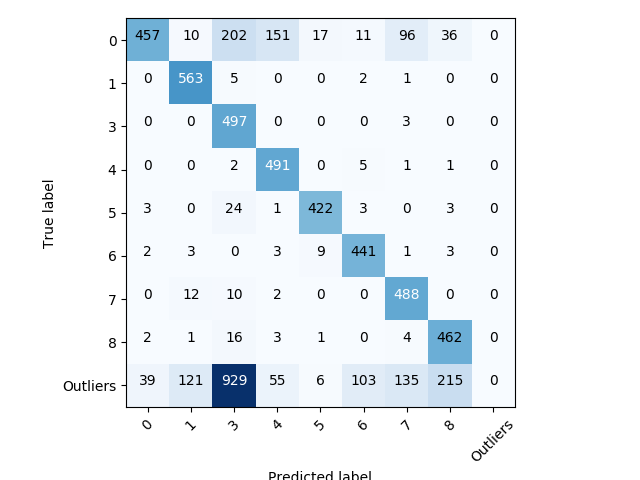 0 457 10 202 151 17 11 96 36 0
1 0 563 5 0 0 2 1 0 0
3 0 0 497 0 0 0 3 0 0
4 0 0 2 491 0 5 1 1 0
5 3 0 24 1 422 3 0 3 0
6 2 3 0 3 9 441 1 3 0
7 0 12 10 2 0 0 488 0 0
8 2 1 16 3 1 0 4 462 0
Outliers 39 121 929 55 6 103 135 215 0
0 1 3 4 5 6 7 8 Outliers
True label
Predicted label